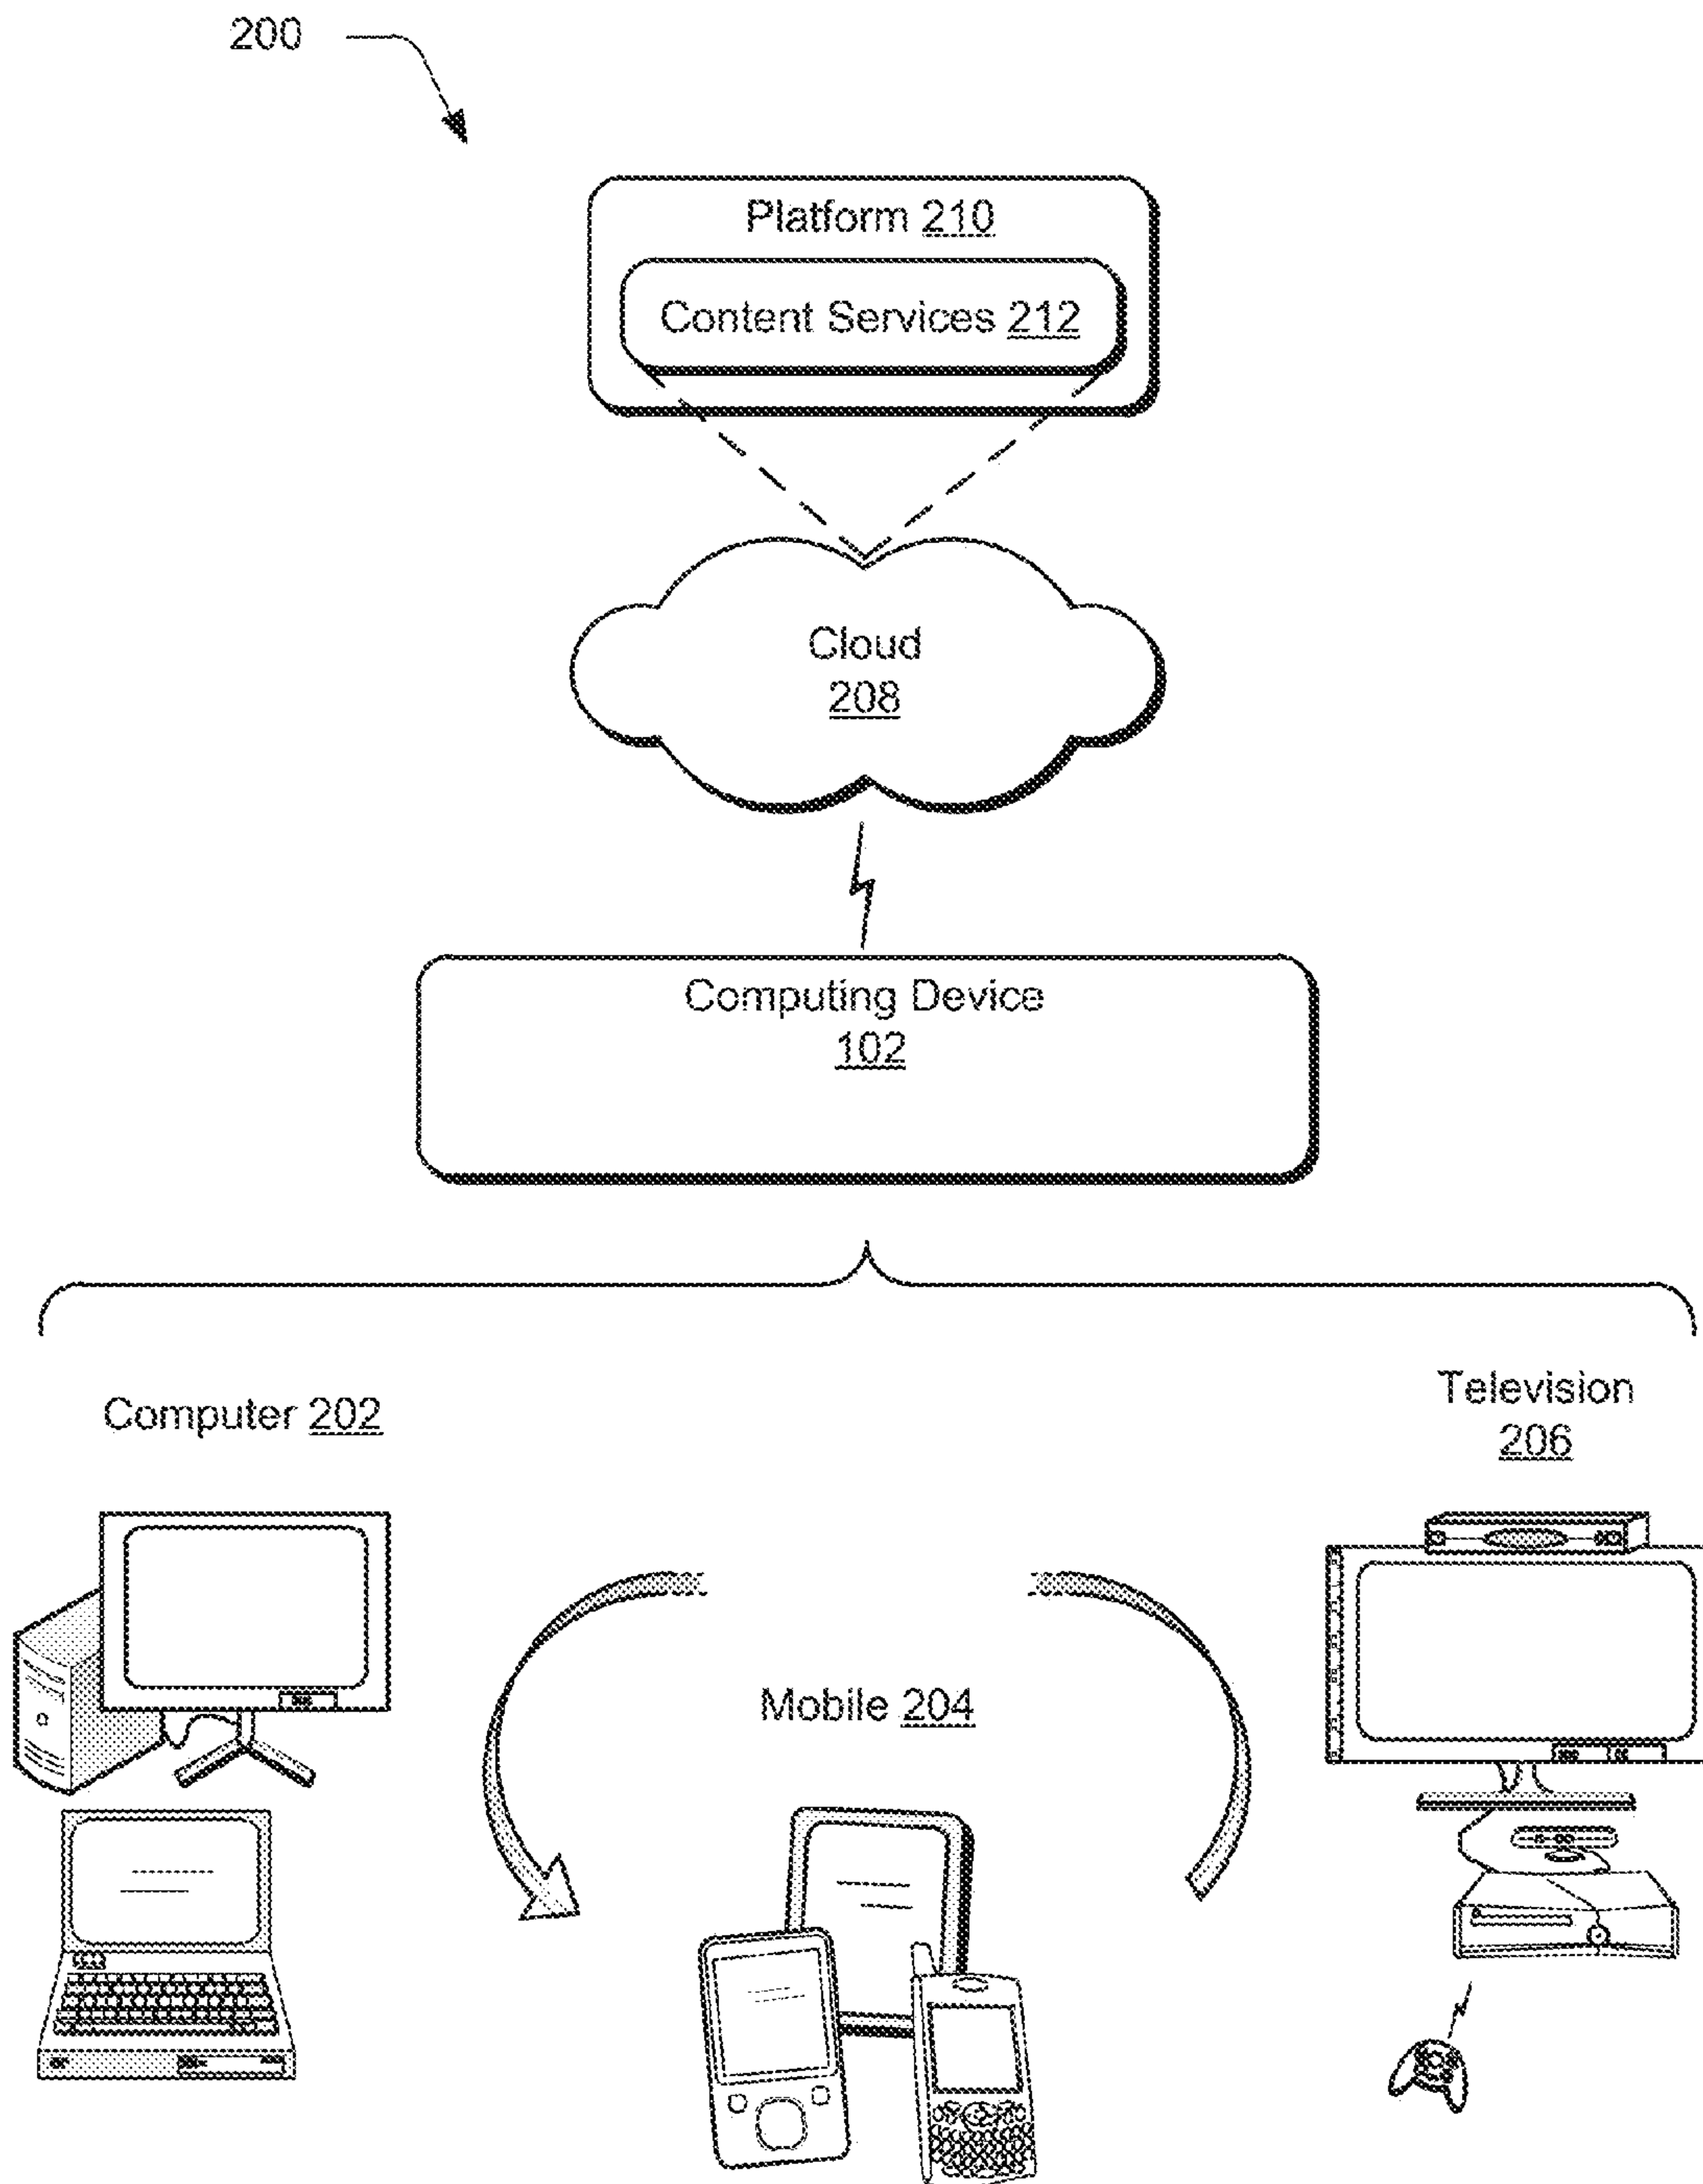 200
Platform 210
Content Services 212
Cloud
208
Computing Device
102
Computer 202
Television
206
Mobile 204